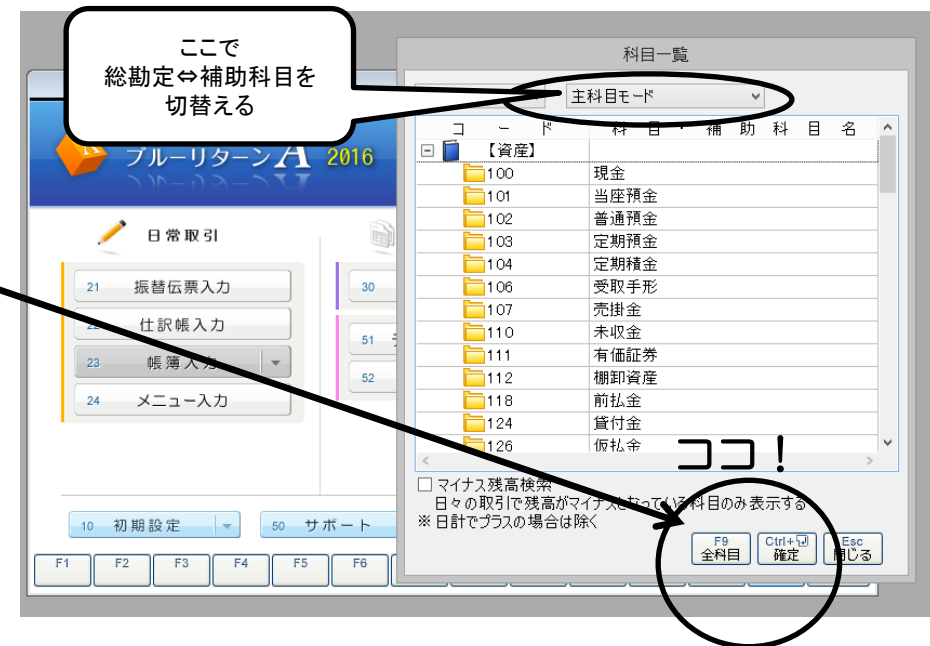 ここで
総勘定⇔補助科目を
切替える
科目一覧
主科目モード
コード 科目・補助科目名
【資産】
100 現金
101 当座預金
102 普通預金
103 定期預金
104 定期積金
106 受取手形
107 売掛金
110 未収金
111 有価証券
112 棚卸資産
118 前払金
124 貸付金
126 仮払金
ココ！
マイナス残高検索
日々の取引で残高がマイナスとなっている科目のみ表示する
※ 日計でプラスの場合は除く
F9 全科目
Ctrl+ 確定
Esc 閉じる
ブルーリターンA 2016
日常取引
21 振替伝票入力
22 仕訳帳入力
23 帳簿入力
24 メニュー入力
30
51
52
10 初期設定
50 サポート
F1 F2 F3 F4 F5 F6